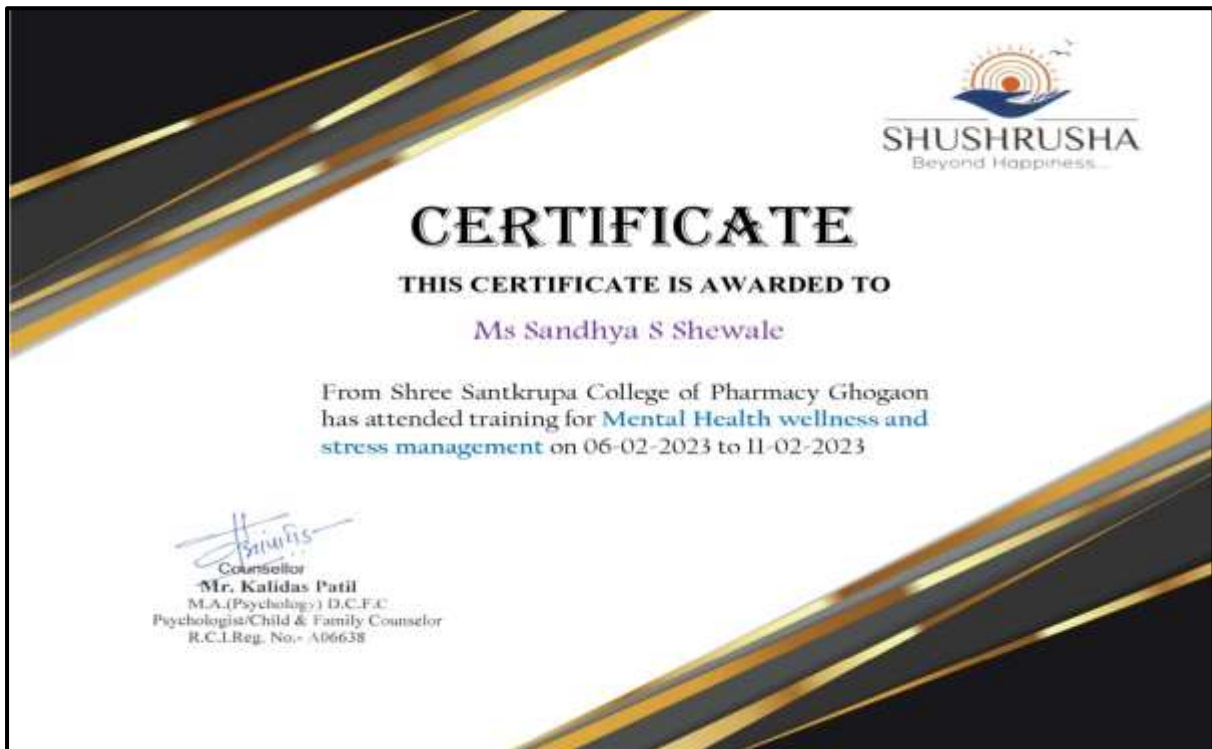 SHUSHRUSHA
Beyond Happiness...
CERTIFICATE
THIS CERTIFICATE IS AWARDED TO
Ms Sandhya S Shewale
From Shree Santkrupa College of Pharmacy Ghogaon
has attended training for Mental Health wellness and
stress management on 06-02-2023 to 11-02-2023
Counsellor
Mr. Kalidas Patil
M.A.(Psychology) D.C.F.C
Psychologist/Child & Family Counselor
R.C.I.Reg. No.- A06638